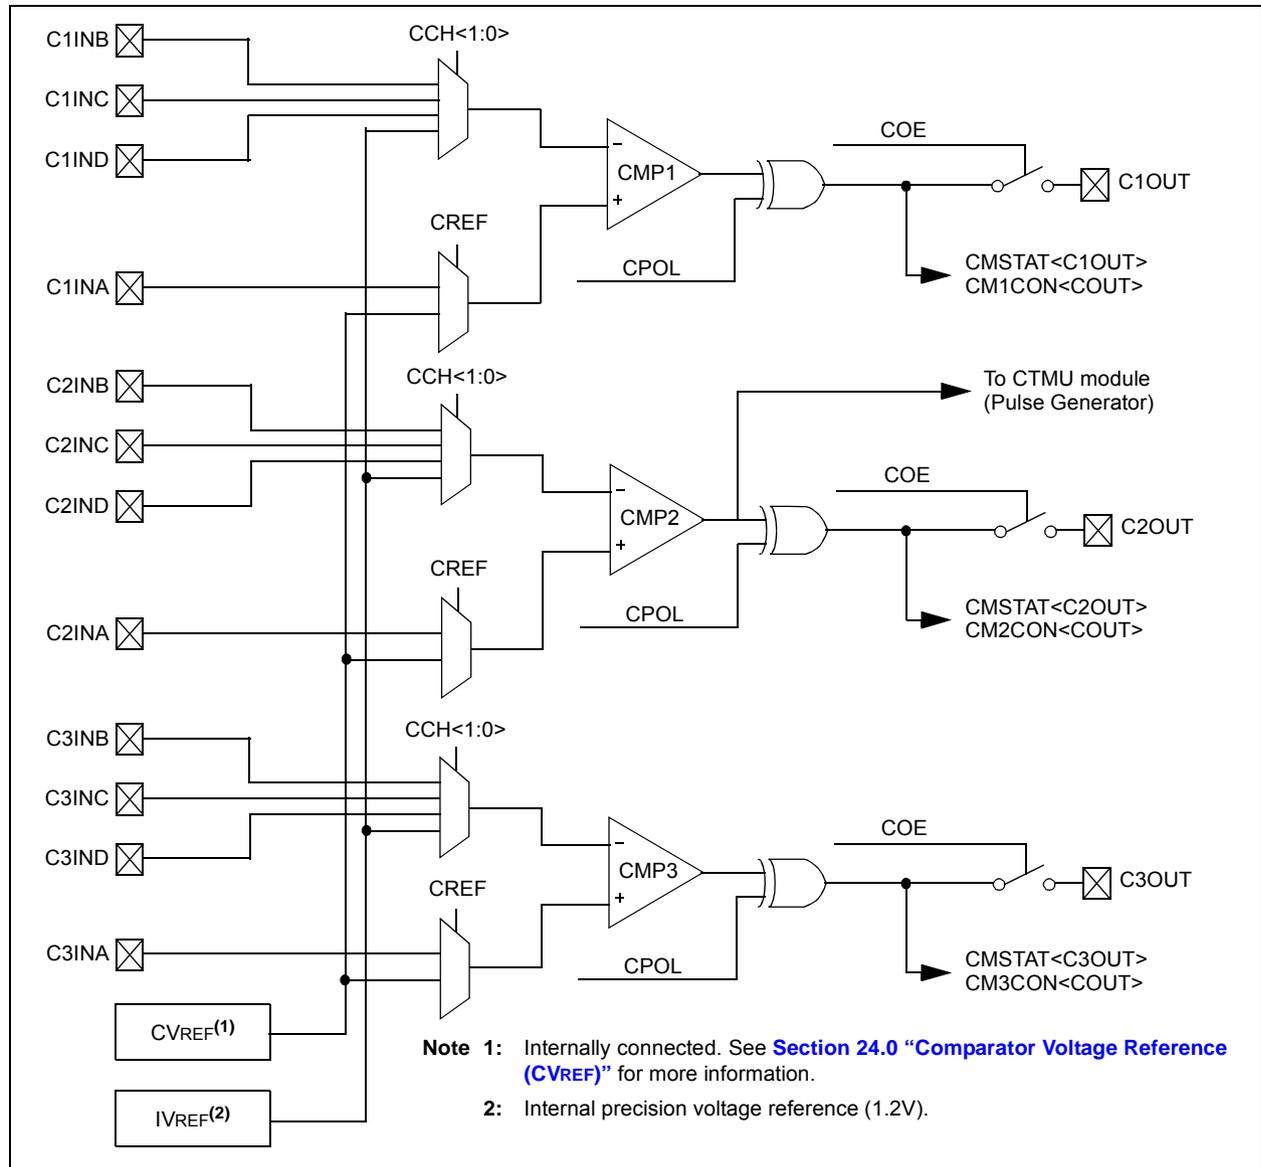 C1INB
CCH<1:0>
C1INC
C1IND
COE
CMP1
C1OUT
CREF
CPOL
C1INA
CMSTAT<C1OUT>
CM1CON<COUT>
C2INB
CCH<1:0>
To CTMU module
(Pulse Generator)
C2INC
C2IND
COE
CMP2
C2OUT
CREF
CPOL
C2INA
CMSTAT<C2OUT>
CM2CON<COUT>
C3INB
CCH<1:0>
C3INC
C3IND
COE
CMP3
C3OUT
CREF
CPOL
C3INA
CMSTAT<C3OUT>
CM3CON<COUT>
CVREF(1)
IVREF(2)
Note 1: Internally connected. See Section 24.0 “Comparator Voltage Reference
(CVREF)” for more information.
2: Internal precision voltage reference (1.2V).